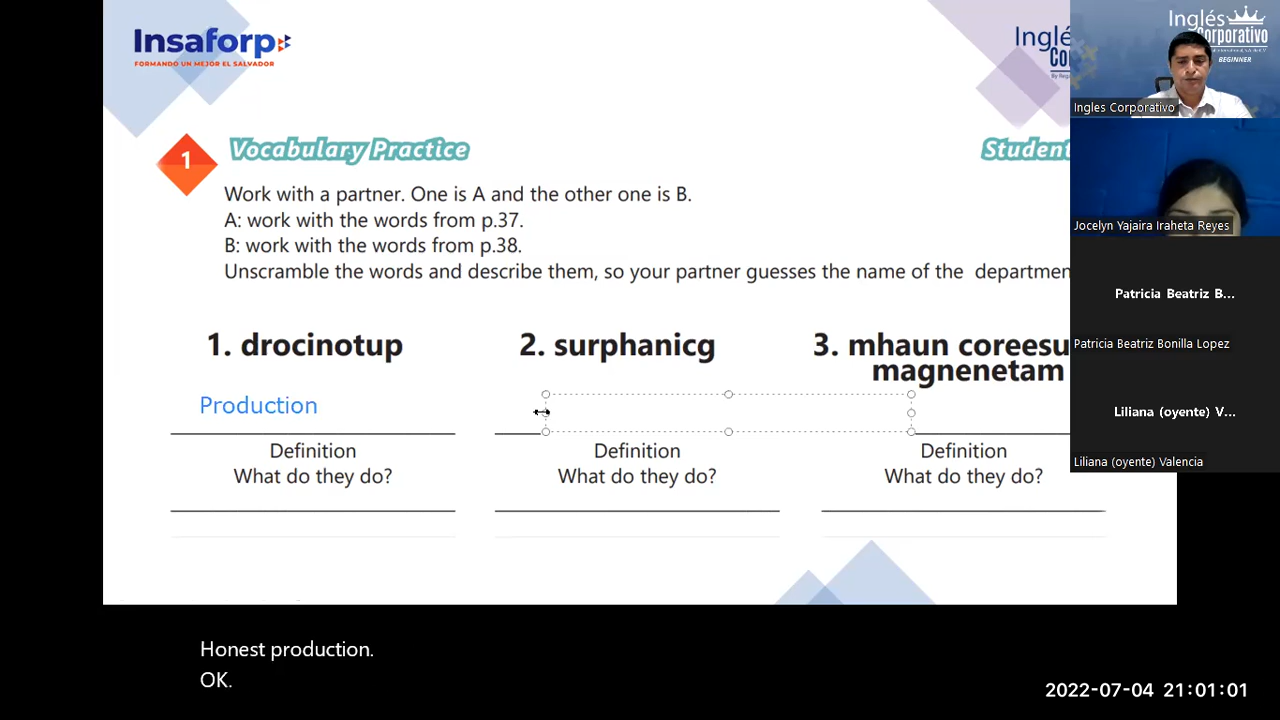 Insaforp
FORMANDO UN MEJOR EL SALVADOR
Inglé
Co
By Reg
Inglés
Corporativo
BEGINNER
Ingles Corporativo
1 Vocabulary Practice
Student
Work with a partner. One is A and the other one is B.
A: work with the words from p.37.
B: work with the words from p.38.
Unscramble the words and describe them, so your partner guesses the name of the departmen
Jocelyn Yajaira Iraheta Reyes
Patricia Beatriz B...
Patricia Beatriz Bonilla Lopez
Liliana (oyente) V...
Liliana (oyente) Valencia
1. drocinotup
2. surphanicg
3. mhaun coreesu
magnenetam
Production
Definition
What do they do?
Definition
What do they do?
Definition
What do they do?
Honest production.
OK.
2022-07-04 21:01:01